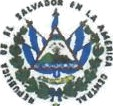 REPUBLICA DE EL SALVADOR EN LA AMERICA CENTRAL